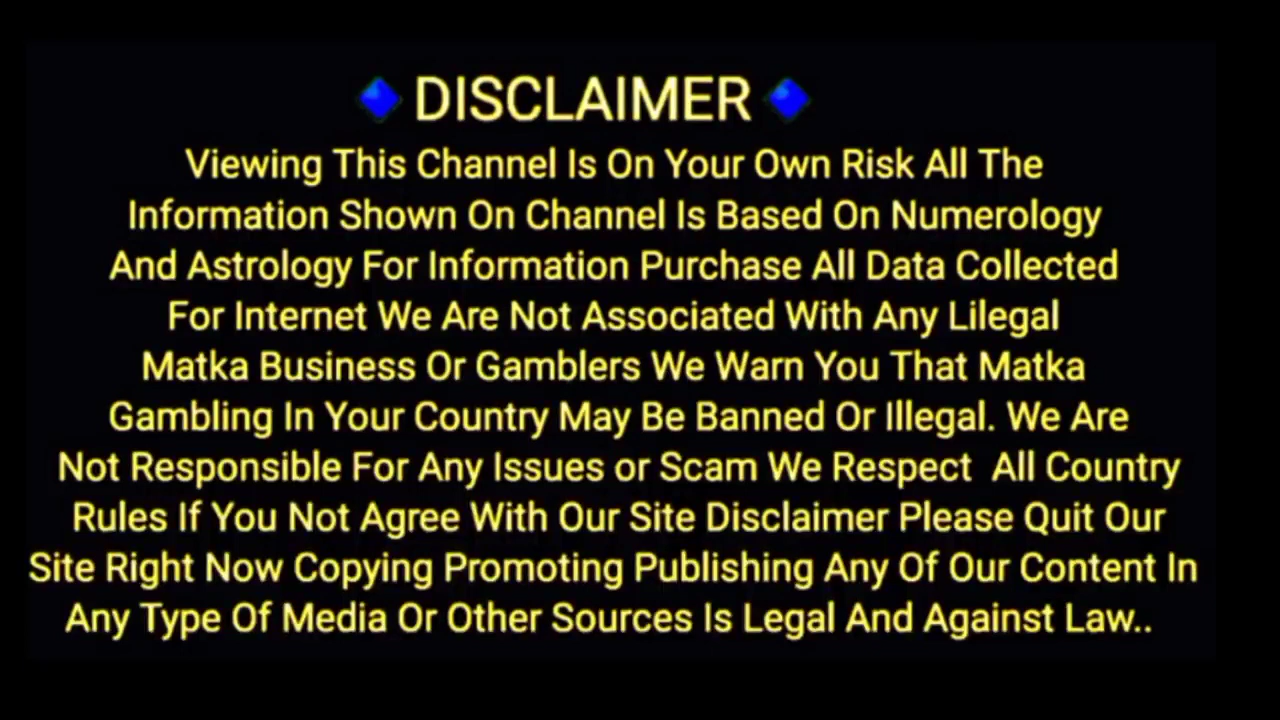 🔹DISCLAIMER🔹
Viewing This Channel Is On Your Own Risk All The
Information Shown On Channel Is Based On Numerology
And Astrology For Information Purchase All Data Collected
For Internet We Are Not Associated With Any Lilegal
Matka Business Or Gamblers We Warn You That Matka
Gambling In Your Country May Be Banned Or Illegal. We Are
Not Responsible For Any Issues or Scam We Respect  All Country
Rules If You Not Agree With Our Site Disclaimer Please Quit Our
Site Right Now Copying Promoting Publishing Any Of Our Content In
Any Type Of Media Or Other Sources Is Legal And Against Law..